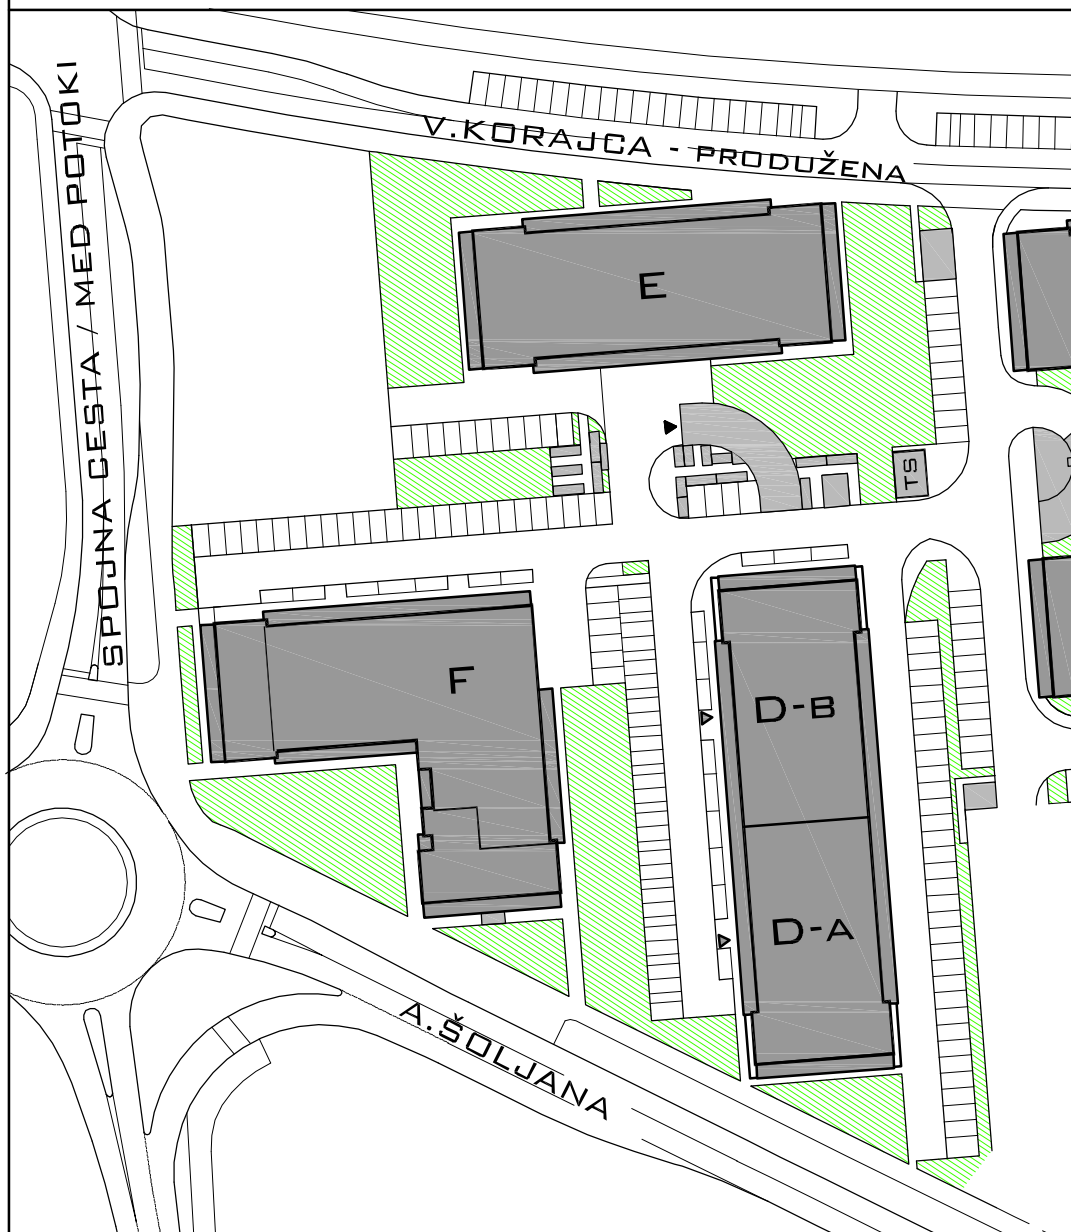 V.KORAJCA - PRODUŽENA
SPOJNA CESTA / MED POTOKI
E
TS
F
D-B
D-A
A.ŠOLJANA